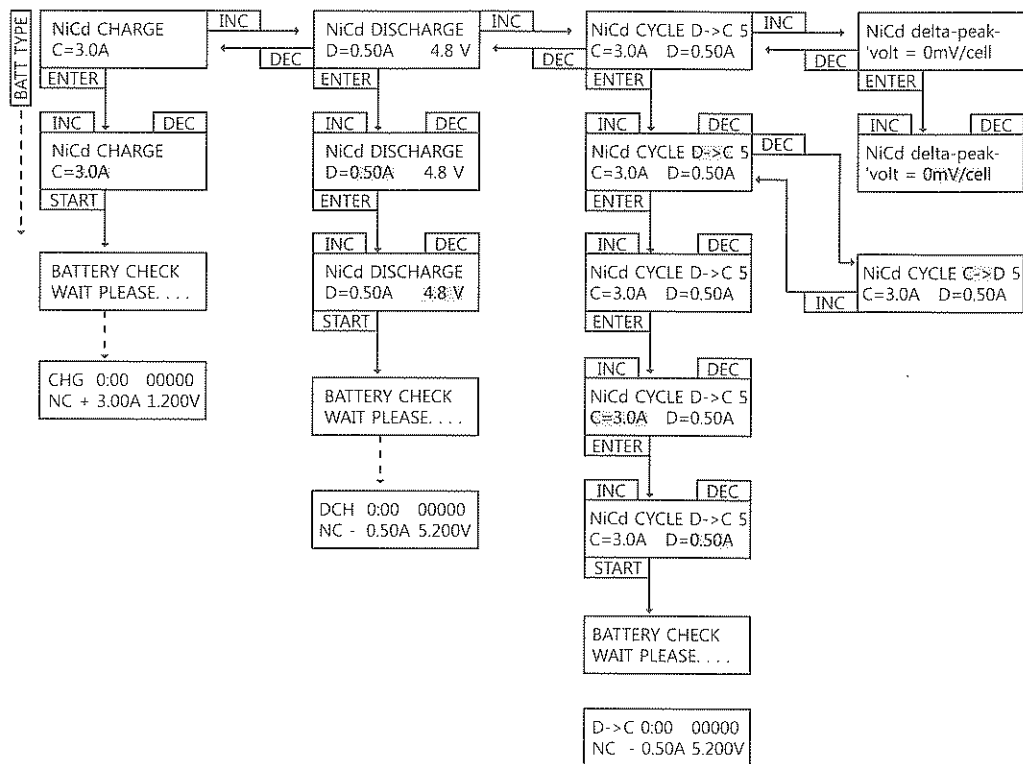 BATT TYPE
NiCd CHARGE
C=3.0A
ENTER
INC
DEC
NiCd DISCHARGE
D=0.50A 4.8 V
ENTER
INC
DEC
NiCd CYCLE D->C 5
C=3.0A D=0.50A
ENTER
INC
DEC
NiCd delta-peak-
'volt = 0mV/cell
ENTER
INC DEC
NiCd CHARGE
C=3.0A
START
INC DEC
NiCd DISCHARGE
D=0.50A 4.8 V
ENTER
INC DEC
NiCd CYCLE D->C 5
C=3.0A D=0.50A
ENTER
DEC
INC DEC
NiCd delta-peak-
'volt = 0mV/cell
BATTERY CHECK
WAIT PLEASE. . . .
INC DEC
NiCd DISCHARGE
D=0.50A 4.8 V
START
INC DEC
NiCd CYCLE D->C 5
C=3.0A D=0.50A
ENTER
NiCd CYCLE C->D 5
C=3.0A D=0.50A
INC
CHG 0:00 00000
NC + 3.00A 1.200V
BATTERY CHECK
WAIT PLEASE. . . .
INC DEC
NiCd CYCLE D->C 5
C=3.0A D=0.50A
ENTER
DCH 0:00 00000
NC - 0.50A 5.200V
INC DEC
NiCd CYCLE D->C 5
C=3.0A D=0.50A
START
BATTERY CHECK
WAIT PLEASE. . . .
D->C 0:00 00000
NC - 0.50A 5.200V